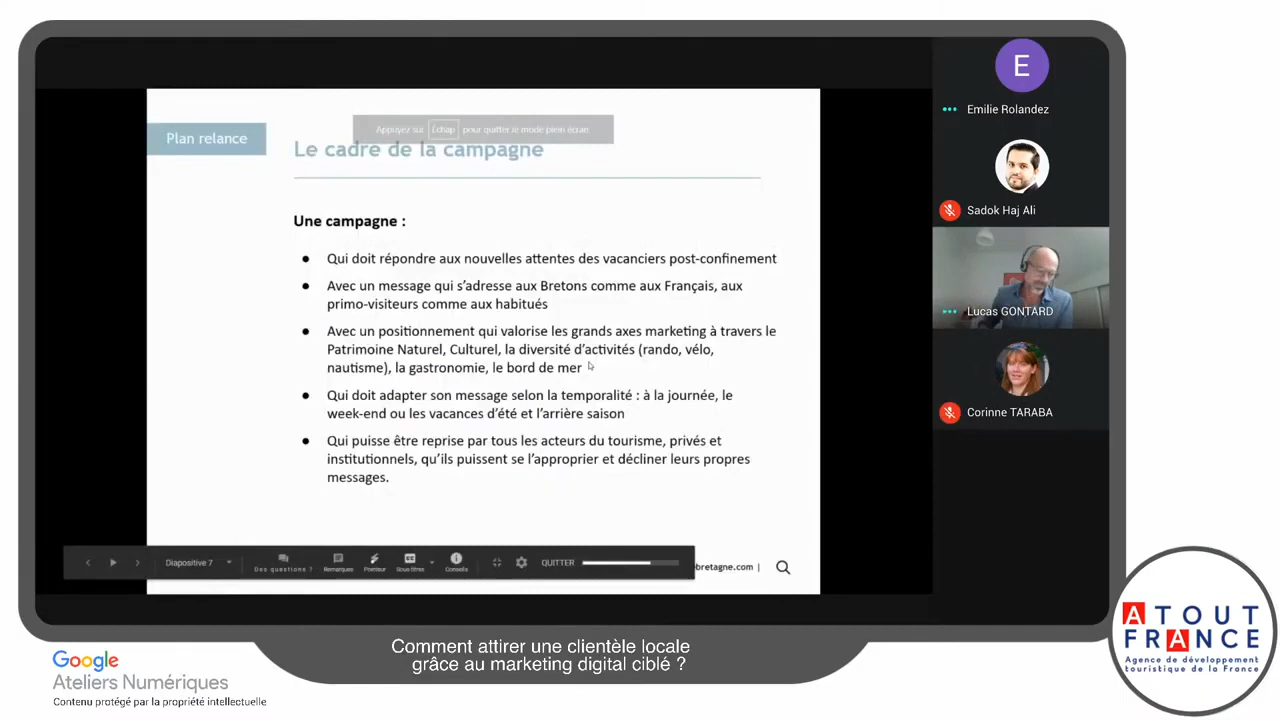 Plan relance
Appuyez sur Échap pour quitter le mode plein écran
Le cadre de la campagne
Une campagne :
● Qui doit répondre aux nouvelles attentes des vacanciers post-confinement
● Avec un message qui s'adresse aux Bretons comme aux Français, aux
primo-visiteurs comme aux habitués
● Avec un positionnement qui valorise les grands axes marketing à travers le
Patrimoine Naturel, Culturel, la diversité d'activités (rando, vélo,
nautisme), la gastronomie, le bord de mer
● Qui doit adapter son message selon la temporalité : à la journée, le
week-end ou les vacances d'été et l'arrière saison
● Qui puisse être reprise par tous les acteurs du tourisme, privés et
institutionnels, qu'ils puissent se l'approprier et décliner leurs propres
messages.
Diapositive 7
Des questions ?
Remarques
Pointeur
Sous-titres
Conseils
QUITTER
bretagne.com |
E
Emilie Rolandez
Sadok Haj Ali
Lucas GONTARD
Corinne TARABA
Comment attirer une clientèle locale
grâce au marketing digital ciblé ?
Google
Ateliers Numériques
Contenu protégé par la propriété intellectuelle
ATOUT
FRANCE
Agence de développement
touristique de la France